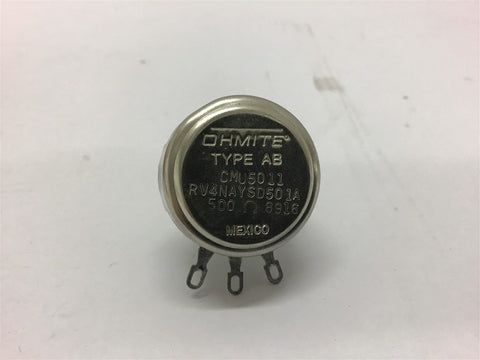 OHMITE®
TYPE AB
CMU5011
RV4NAYSD501A
500 Ω 8916
MEXICO